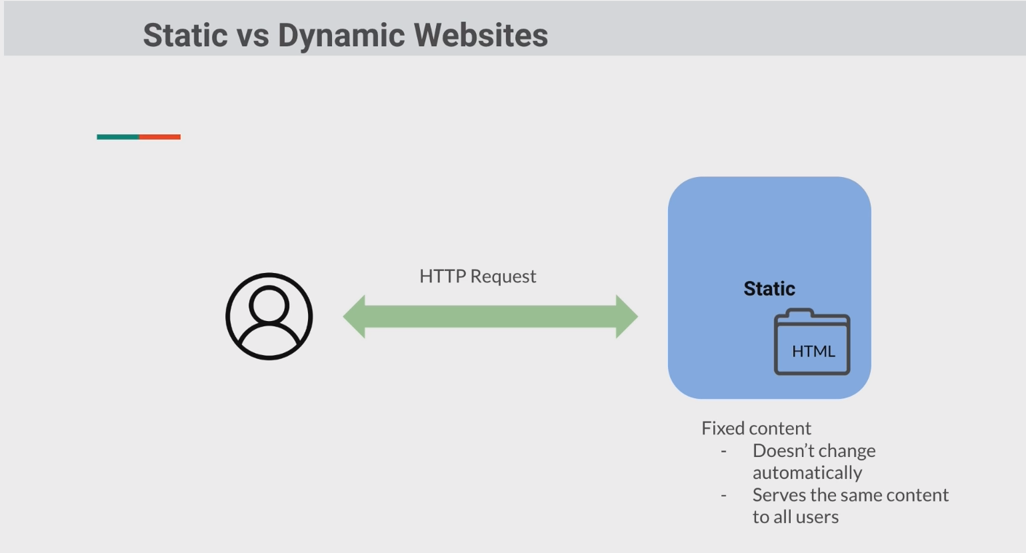 Static vs Dynamic Websites
HTTP Request
Static
HTML
Fixed content
- Doesn’t change
automatically
- Serves the same content
to all users